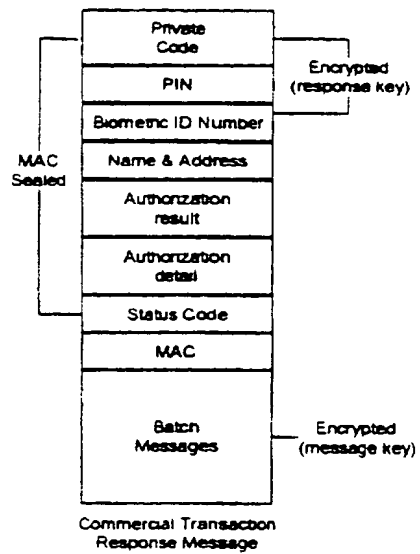 Private
Code
Encrypted
(response key)
PIN
Biometric ID Number
MAC
Sealed
Name & Address
Authorization
result
Authorization
detail
Status Code
MAC
Batch
Messages
Encrypted
(message key)
Commercial Transaction
Response Message